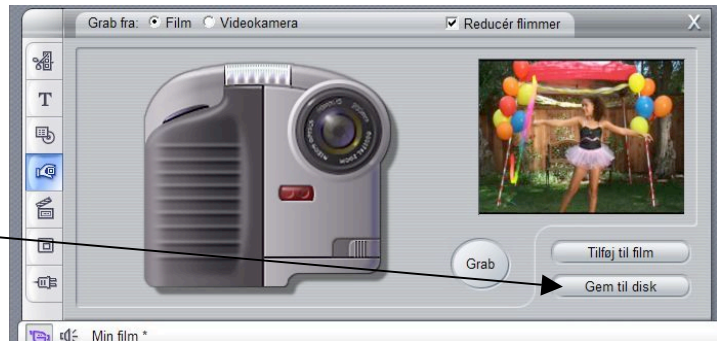 Grab fra: Film Videokamera Reducér flimmer X
T
Grab
Tilføj til film
Gem til disk
Min film *